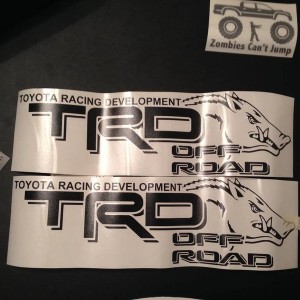 Zombies Can't Jump
TOYOTA RACING DEVELOPMENT
TRD
OFF
ROAD
TOYOTA RACING DEVELOPMENT
TRD
OFF
ROAD